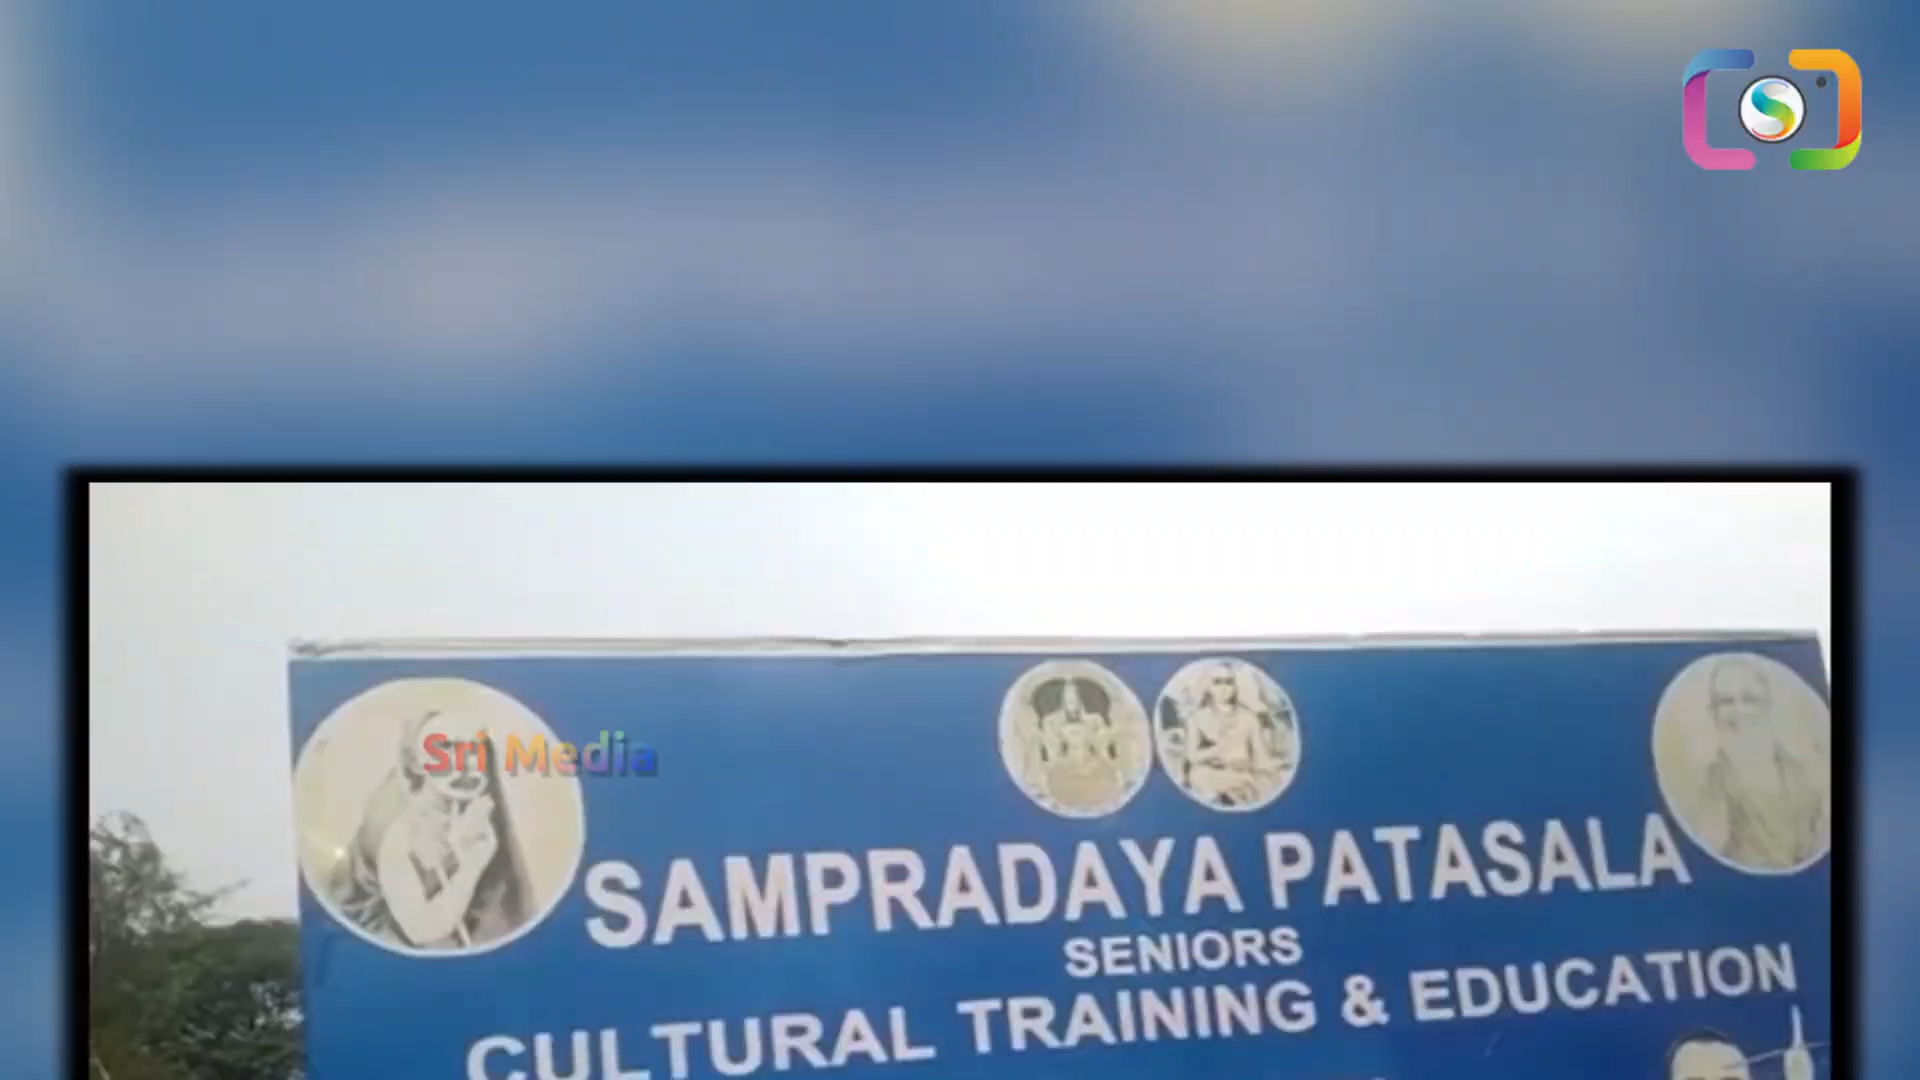 Sri Media
SAMPRADAYA PATASALA
SENIORS
CULTURAL TRAINING & EDUCATION